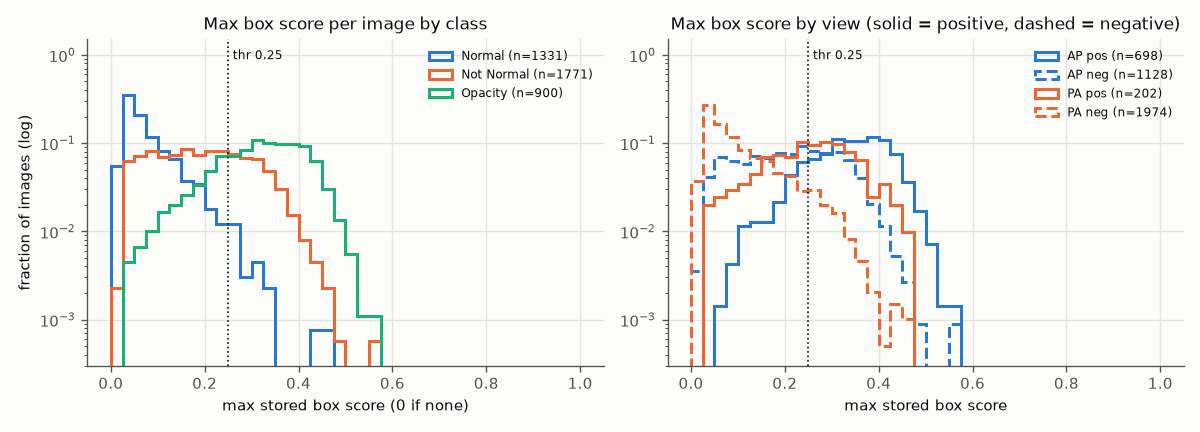 Max box score per image by class
thr 0.25
Normal (n=1331)
Not Normal (n=1771)
Opacity (n=900)
10⁰
10⁻¹
10⁻²
10⁻³
fraction of images (log)
0.0 0.2 0.4 0.6 0.8 1.0
max stored box score (0 if none)
Max box score by view (solid = positive, dashed = negative)
thr 0.25
AP pos (n=698)
AP neg (n=1128)
PA pos (n=202)
PA neg (n=1974)
10⁰
10⁻¹
10⁻²
10⁻³
0.0 0.2 0.4 0.6 0.8 1.0
max stored box score